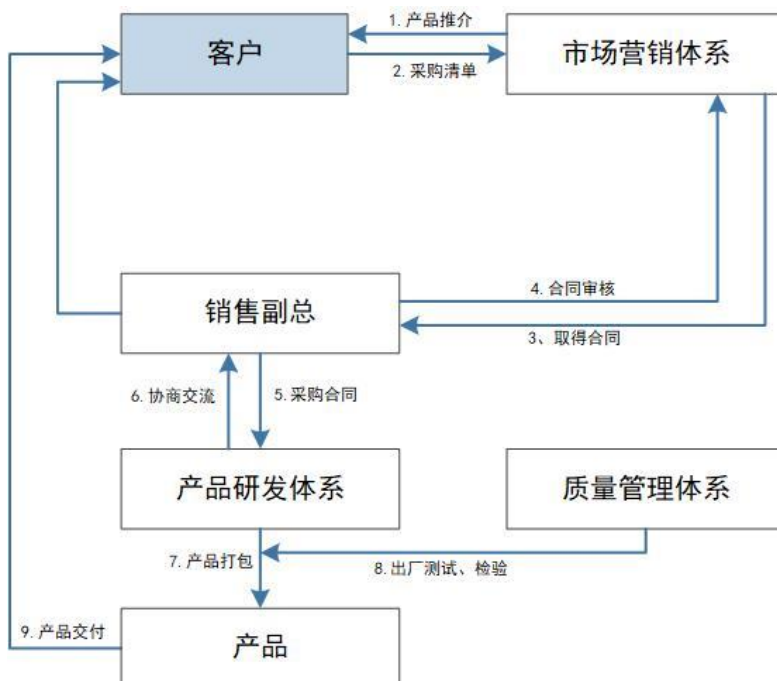 1. 产品推介
客户
市场营销体系
2. 采购清单
4. 合同审核
销售副总
3、取得合同
6. 协商交流
5. 采购合同
产品研发体系
质量管理体系
7. 产品打包
8. 出厂测试、检验
9. 产品交付
产品